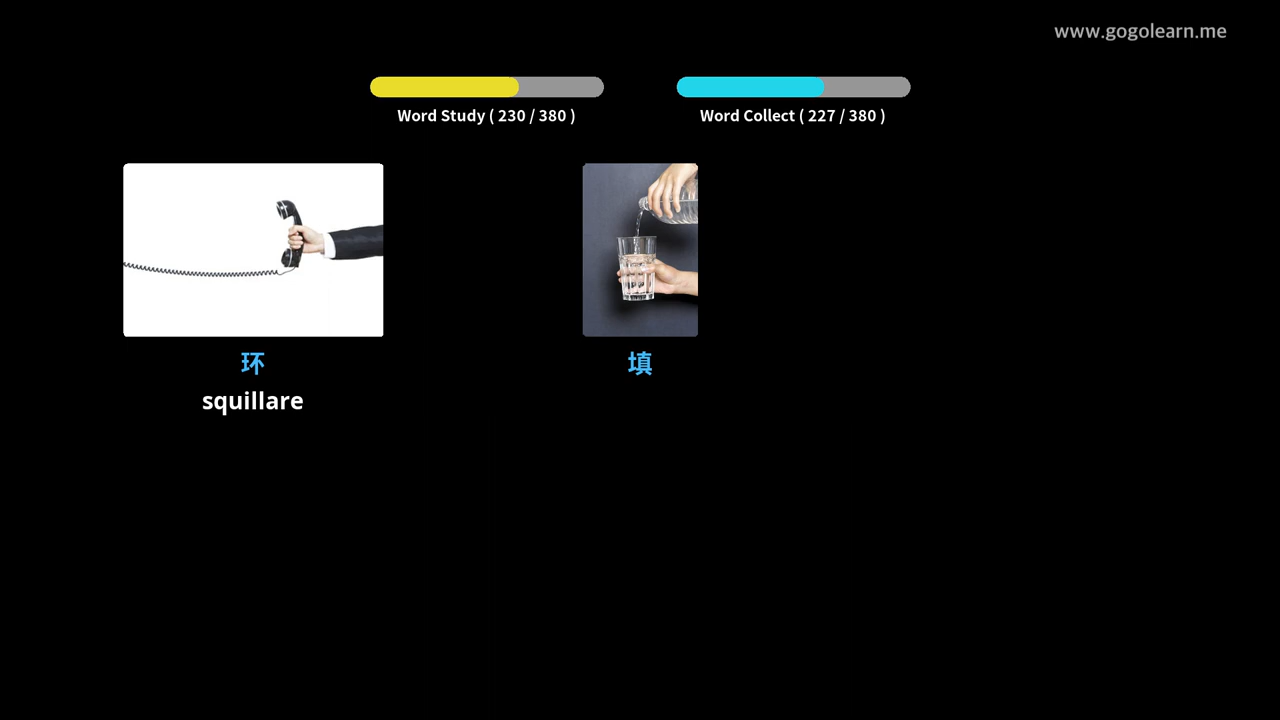 www.gogolearn.me
Word Study ( 230 / 380 )
Word Collect ( 227 / 380 )
环
squillare
填